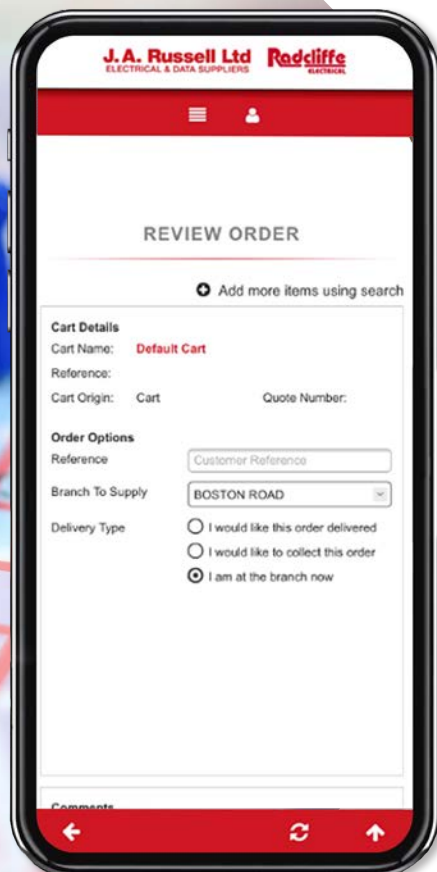 J.A. Russell Ltd Radcliffe
ELECTRICAL & DATA SUPPLIERS ELECTRICAL
REVIEW ORDER
Add more items using search
Cart Details
Cart Name: Default Cart
Reference:
Cart Origin: Cart Quote Number:
Order Options
Reference Customer Reference
Branch To Supply BOSTON ROAD
Delivery Type I would like this order delivered
I would like to collect this order
I am at the branch now
Comments